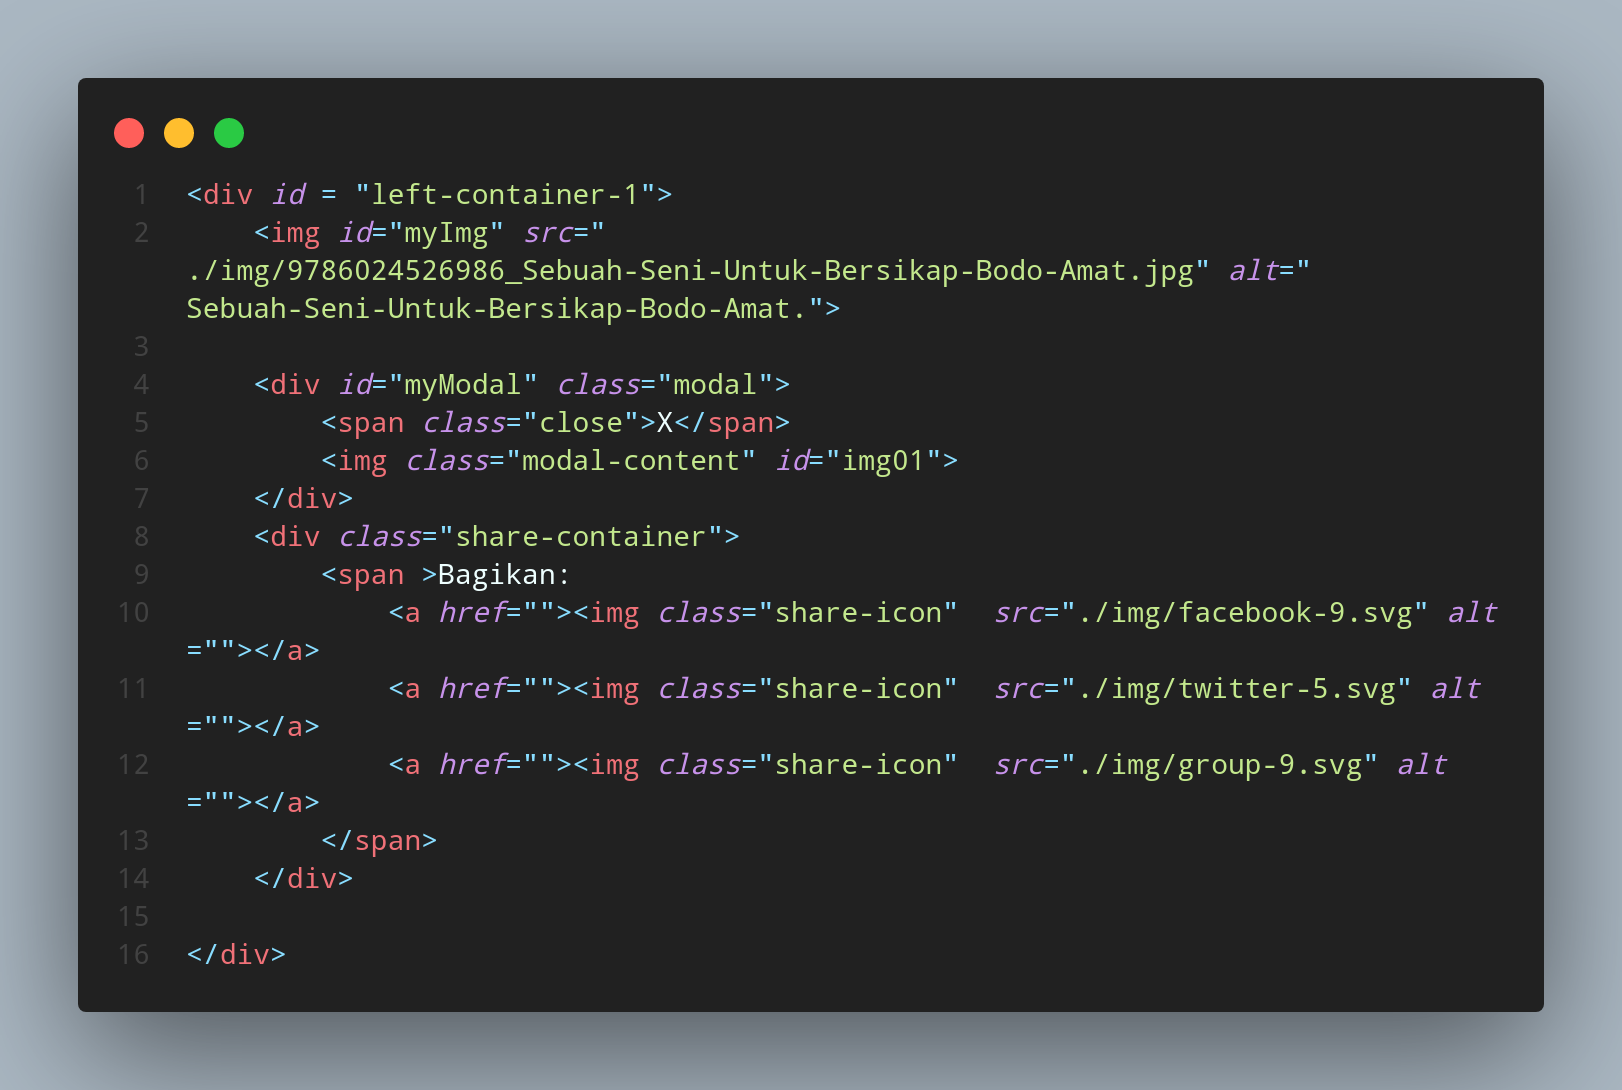 1 <div id = "left-container-1">
2     <img id="myImg" src="
./img/9786024526986_Sebuah-Seni-Untuk-Bersikap-Bodo-Amat.jpg" alt="
Sebuah-Seni-Untuk-Bersikap-Bodo-Amat.">
3
4     <div id="myModal" class="modal">
5         <span class="close">X</span>
6         <img class="modal-content" id="img01">
7     </div>
8     <div class="share-container">
9         <span >Bagikan:
10             <a href=""><img class="share-icon"  src="./img/facebook-9.svg" alt
=""></a>
11             <a href=""><img class="share-icon"  src="./img/twitter-5.svg" alt
=""></a>
12             <a href=""><img class="share-icon"  src="./img/group-9.svg" alt
=""></a>
13         </span>
14     </div>
15
16 </div>